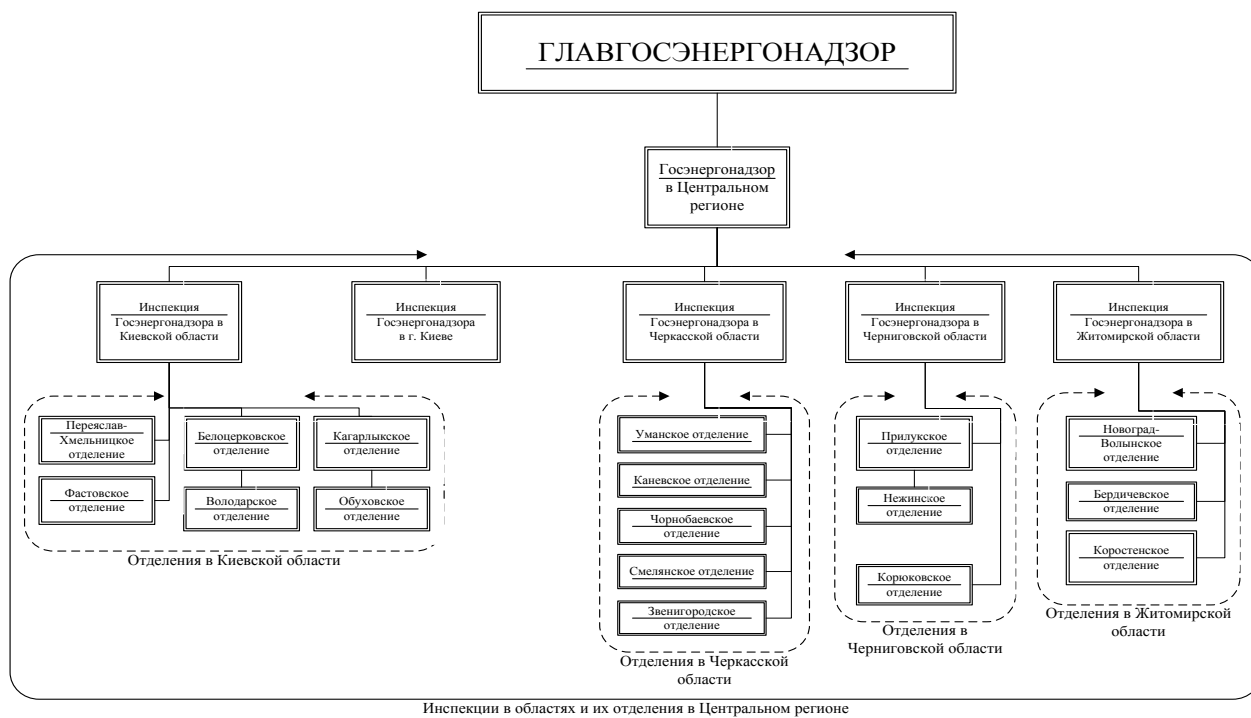 ГЛАВГОСЭНЕРГОНАДЗОР
Госэнергонадзор
в Центральном
регионе
Инспекция
Госэнергонадзора в
Киевской области
Инспекция
Госэнергонадзора
в г. Киеве
Инспекция
Госэнергонадзора в
Черкасской области
Инспекция
Госэнергонадзора в
Черниговской области
Инспекция
Госэнергонадзора в
Житомирской области
Переяслав-
Хмельницкое
отделение
Белоцерковское
отделение
Кагарлыкское
отделение
Фастовское
отделение
Володарское
отделение
Обуховское
отделение
Отделения в Киевской области
Уманское отделение
Каневское отделение
Чорнобаевское
отделение
Смелянское отделение
Звенигородское
отделение
Отделения в Черкасской
области
Прилукское
отделение
Нежинское
отделение
Корюковское
отделение
Отделения в
Черниговской области
Новоград-
Волынское
отделение
Бердичевское
отделение
Коростенское
отделение
Отделения в Житомирской
области
Инспекции в областях и их отделения в Центральном регионе